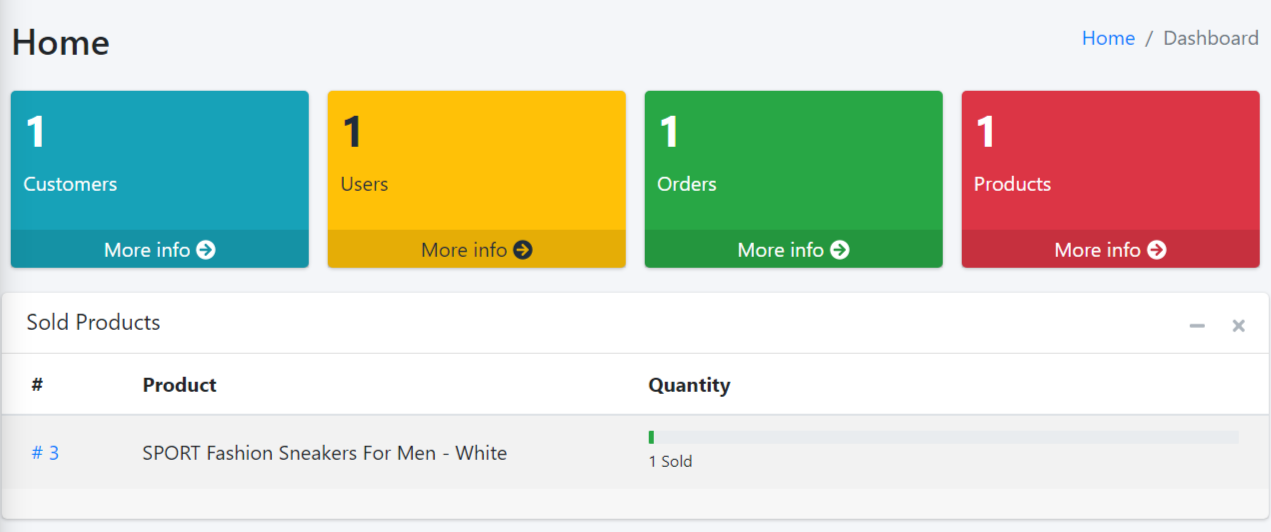 Home
Home / Dashboard
1
Customers
More info
1
Users
More info
1
Orders
More info
1
Products
More info
Sold Products
# Product Quantity
# 3 SPORT Fashion Sneakers For Men - White
1 Sold